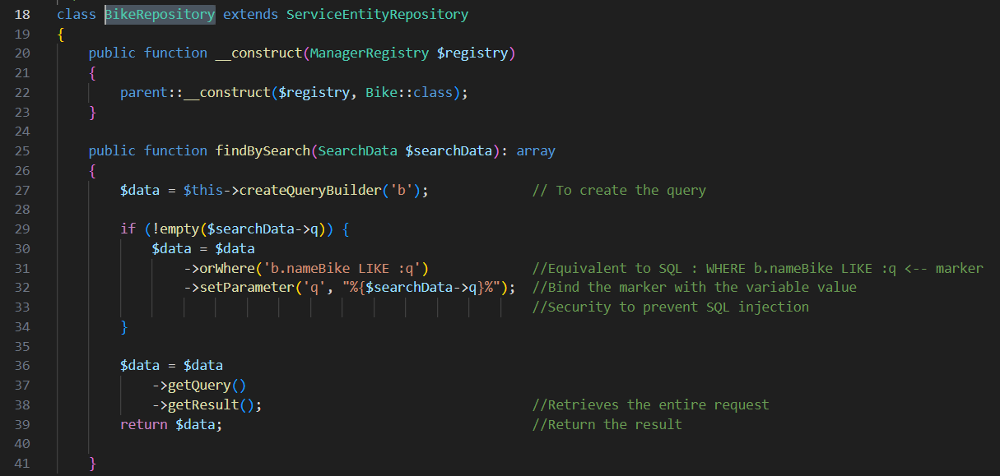 18 class BikeRepository extends ServiceEntityRepository
19 {
20     public function __construct(ManagerRegistry $registry)
21     {
22         parent::__construct($registry, Bike::class);
23     }
24
25     public function findBySearch(SearchData $searchData): array
26     {
27         $data = $this->createQueryBuilder('b');             // To create the query
28
29         if (!empty($searchData->q)) {
30             $data = $data
31                 ->orWhere('b.nameBike LIKE :q')             //Equivalent to SQL : WHERE b.nameBike LIKE :q <-- marker
32                 ->setParameter('q', "%{$searchData->q}%");  //Bind the marker with the variable value
33                                                             //Security to prevent SQL injection
34         }
35
36         $data = $data
37             ->getQuery()
38             ->getResult();                                  //Retrieves the entire request
39         return $data;                                       //Return the result
40
41     }